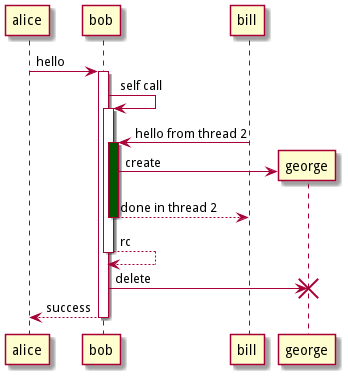 alice bob bill
hello
self call
hello from thread 2
create
george
done in thread 2
rc
delete
success
alice bob bill george